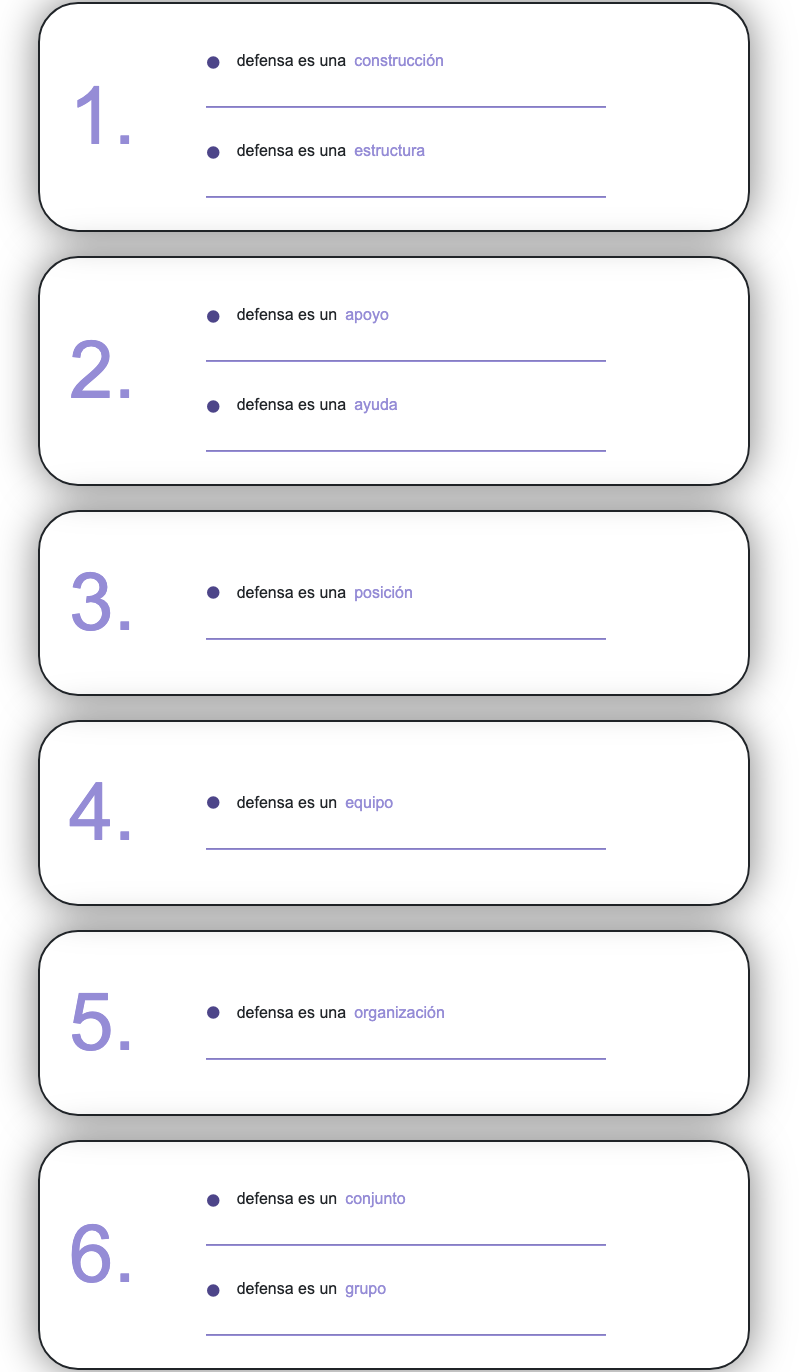 1.
defensa es una construcción
defensa es una estructura
2.
defensa es un apoyo
defensa es una ayuda
3.
defensa es una posición
4.
defensa es un equipo
5.
defensa es una organización
6.
defensa es un conjunto
defensa es un grupo